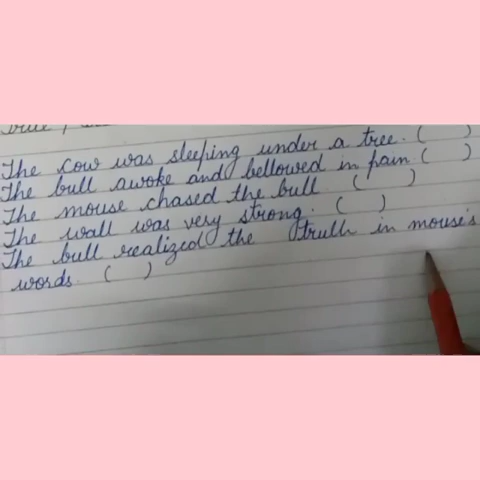 The cow was sleeping under a tree. ( )
The bull awoke and bellowed in pain ( )
The mouse chased the bull ( )
The wall was very strong. ( )
The bull realized the truth in mouse's
words. ( )